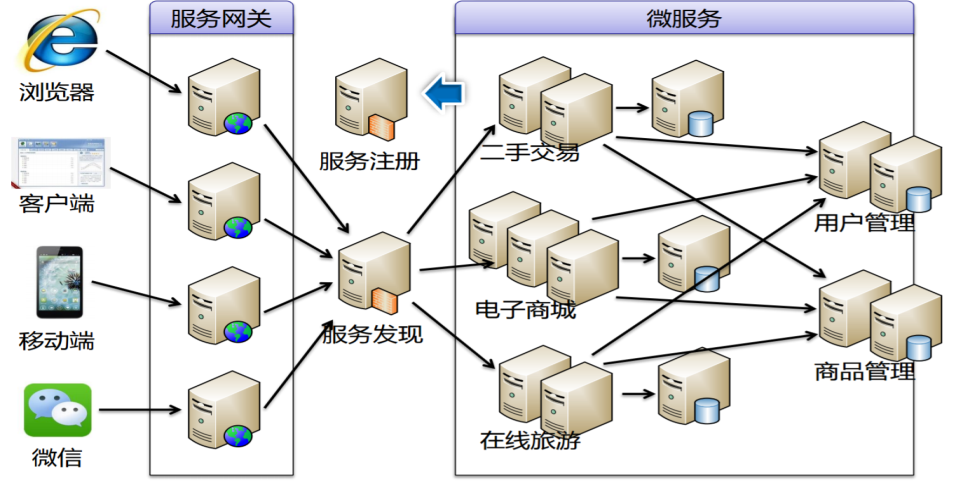 服务网关
微服务
浏览器
服务注册
二手交易
客户端
用户管理
电子商城
移动端
服务发现
商品管理
在线旅游
微信